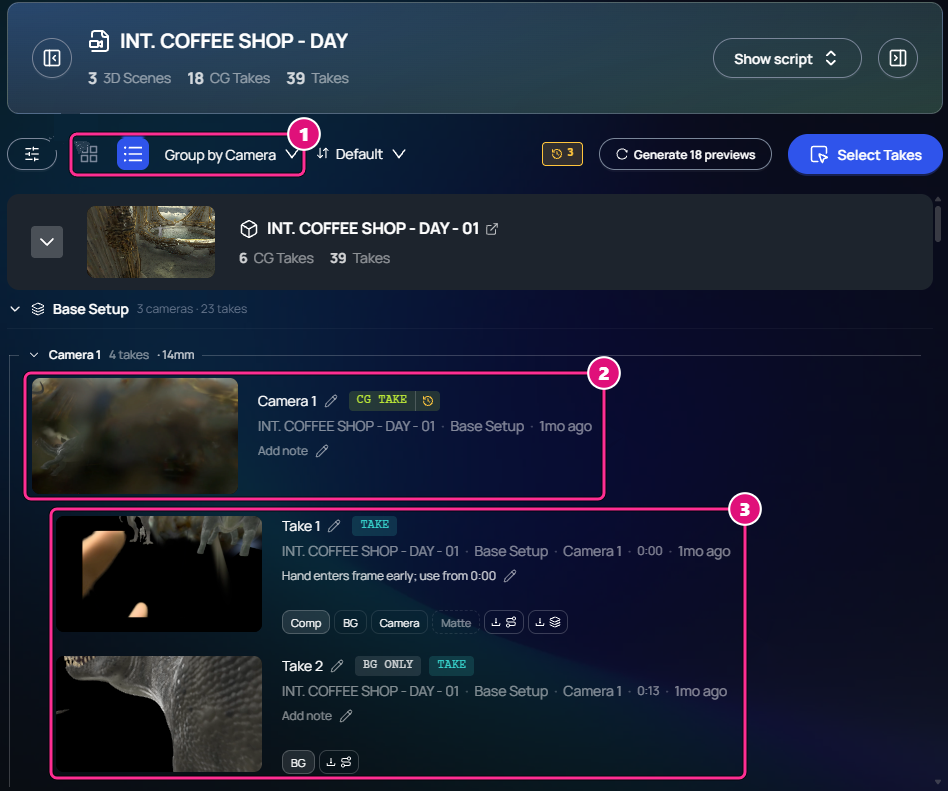 INT. COFFEE SHOP - DAY
3 3D Scenes 18 CG Takes 39 Takes
Show script
1
Group by Camera
Default
3
Generate 18 previews
Select Takes
INT. COFFEE SHOP - DAY - 01
6 CG Takes 39 Takes
Base Setup 3 cameras · 23 takes
Camera 1 4 takes · 14mm
2
Camera 1 CG TAKE
INT. COFFEE SHOP - DAY - 01 · Base Setup · 1mo ago
Add note
3
Take 1 TAKE
INT. COFFEE SHOP - DAY - 01 · Base Setup · Camera 1 · 0:00 · 1mo ago
Hand enters frame early; use from 0:00
Comp BG Camera Matte
Take 2 BG ONLY TAKE
INT. COFFEE SHOP - DAY - 01 · Base Setup · Camera 1 · 0:13 · 1mo ago
Add note
BG